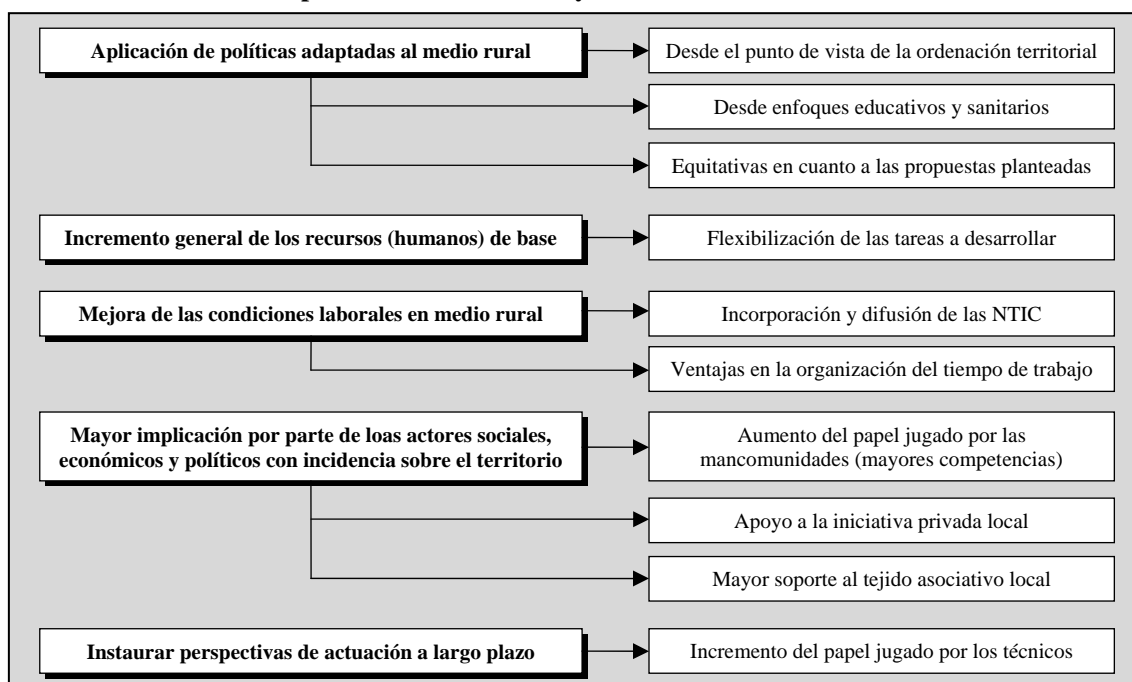 Aplicación de políticas adaptadas al medio rural
Desde el punto de vista de la ordenación territorial
Desde enfoques educativos y sanitarios
Equitativas en cuanto a las propuestas planteadas
Incremento general de los recursos (humanos) de base
Flexibilización de las tareas a desarrollar
Mejora de las condiciones laborales en medio rural
Incorporación y difusión de las NTIC
Ventajas en la organización del tiempo de trabajo
Mayor implicación por parte de loas actores sociales,
económicos y políticos con incidencia sobre el territorio
Aumento del papel jugado por las
mancomunidades (mayores competencias)
Apoyo a la iniciativa privada local
Mayor soporte al tejido asociativo local
Instaurar perspectivas de actuación a largo plazo
Incremento del papel jugado por los técnicos